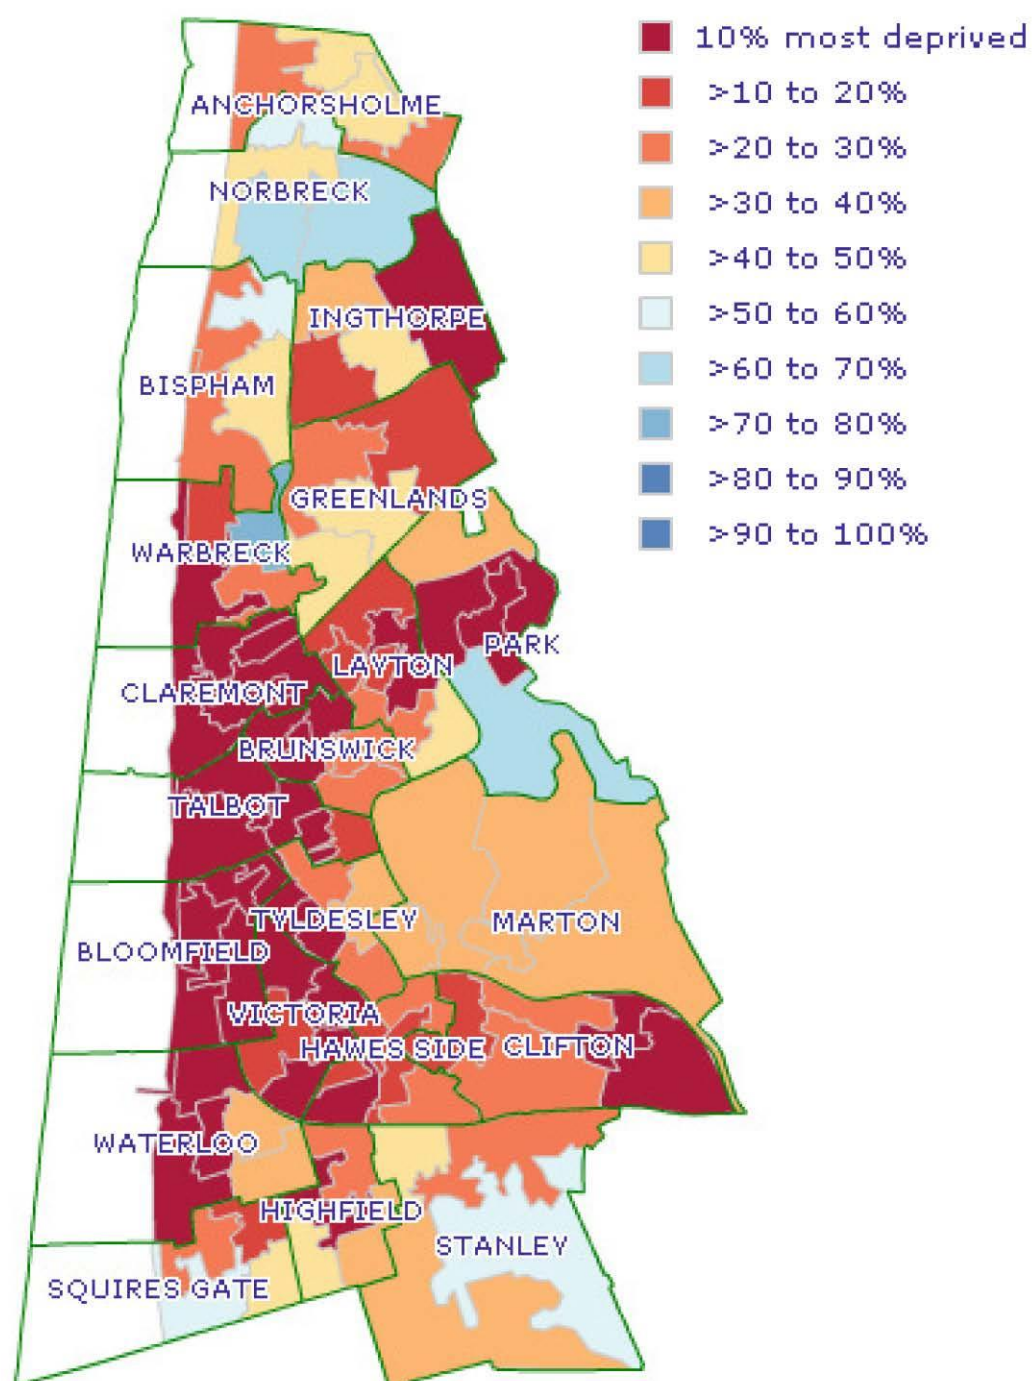 10% most deprived
>10 to 20%
>20 to 30%
>30 to 40%
>40 to 50%
>50 to 60%
>60 to 70%
>70 to 80%
>80 to 90%
>90 to 100%
ANCHORSHOLME
NORBRECK
INGTHORPE
BISPHAM
GREENLANDS
WARBRECK
PARK
LAYTON
CLAREMONT
BRUNSWICK
TALBOT
TYLDESLEY
MARTON
BLOOMFIELD
VICTORIA
HAWES SIDE
CLIFTON
WATERLOO
HIGHFIELD
STANLEY
SQUIRES GATE